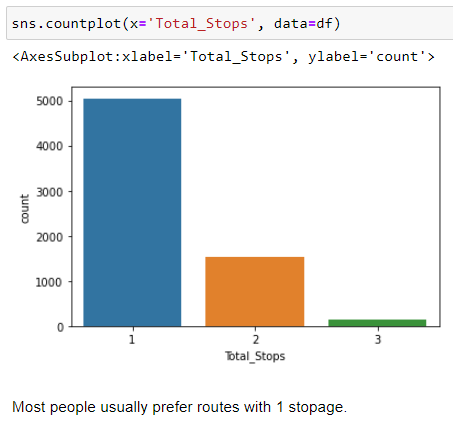 sns.countplot(x='Total_Stops', data=df)
<AxesSubplot:xlabel='Total_Stops', ylabel='count'>
5000
4000
3000
2000
1000
0
count
1 2 3
Total_Stops
Most people usually prefer routes with 1 stopage.